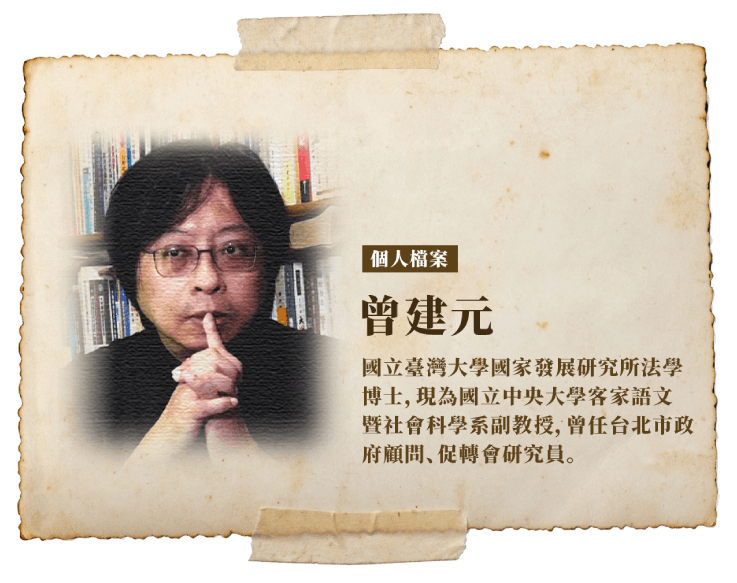 個人檔案
曾建元
國立臺灣大學國家發展研究所法學
博士, 現為國立中央大學客家語文
暨社會科學系副教授, 曾任台北市政
府顧問、促轉會研究員。